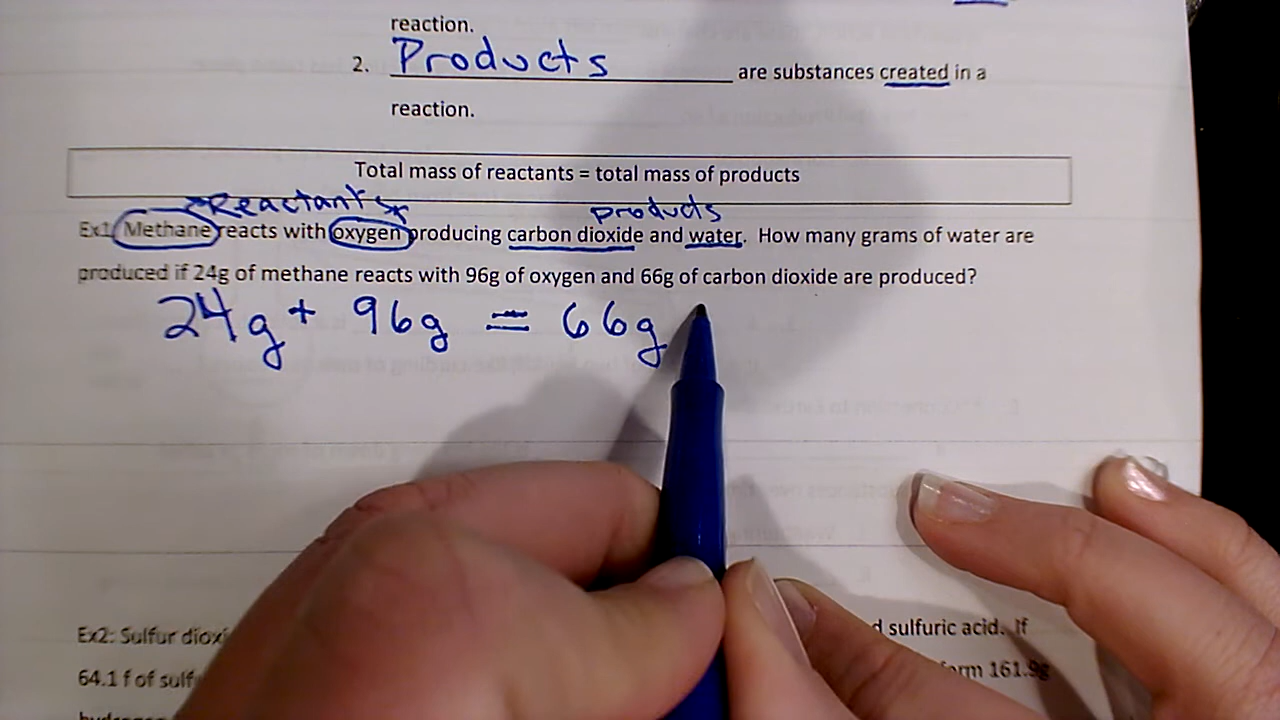 reaction.
2. Products are substances created in a
reaction.
Total mass of reactants = total mass of products
Reactants
products
Ex1 Methane reacts with oxygen producing carbon dioxide and water. How many grams of water are
produced if 24g of methane reacts with 96g of oxygen and 66g of carbon dioxide are produced?
24g + 96g = 66g
Ex2: Sulfur d sulfuric acid. If
64.1 f of 161.9g